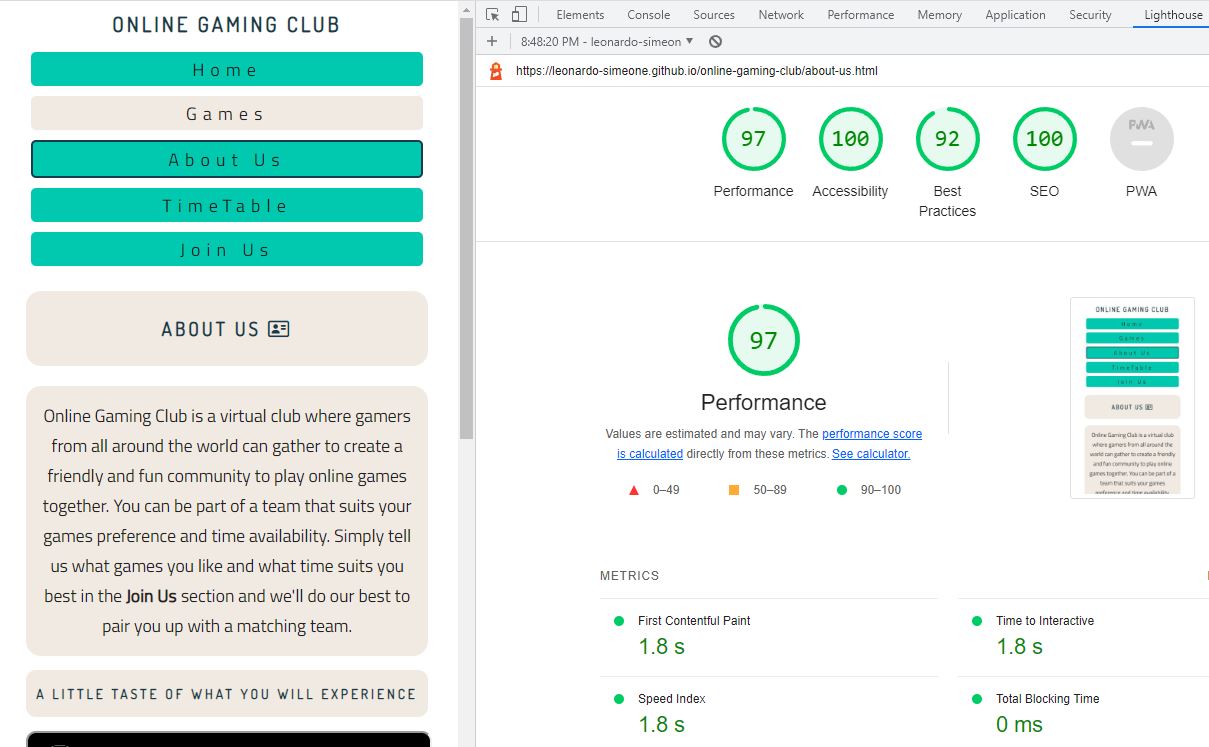 ONLINE GAMING CLUB
Home
Games
About Us
TimeTable
Join Us
ABOUT US
Online Gaming Club is a virtual club where gamers
from all around the world can gather to create a
friendly and fun community to play online games
together. You can be part of a team that suits your
games preference and time availability. Simply tell
us what games you like and what time suits you
best in the Join Us section and we'll do our best to
pair you up with a matching team.
A LITTLE TASTE OF WHAT YOU WILL EXPERIENCE
Elements Console Sources Network Performance Memory Application Security Lighthouse
8:48:20 PM - leonardo-simeon
https://leonardo-simeone.github.io/online-gaming-club/about-us.html
97 100 92 100 PWA
Performance Accessibility Best Practices SEO PWA
97
Performance
Values are estimated and may vary. The performance score
is calculated directly from these metrics. See calculator.
0–49 50–89 90–100
ONLINE GAMING CLUB
Home
Games
About Us
TimeTable
Join Us
ABOUT US
Online Gaming Club is a virtual club where
gamers from all around the world can gather to create a
friendly and fun community to play online
games together. You can be part of a
team that suits your games
preference and time availability.
METRICS
First Contentful Paint
1.8 s
Time to Interactive
1.8 s
Speed Index
1.8 s
Total Blocking Time
0 ms